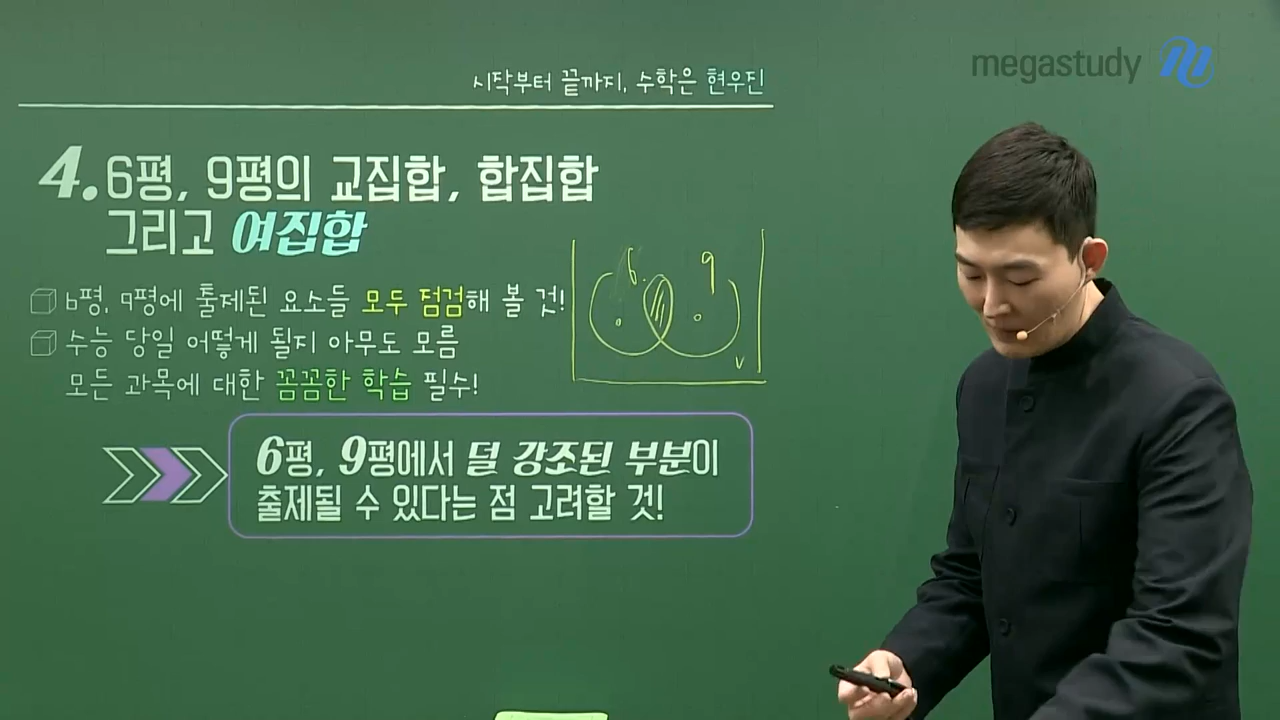 megastudy
시작부터 끝까지, 수학은 현우진
4. 6평, 9평의 교집합, 합집합
그리고 여집합
6평, 9평에 출제된 요소들 모두 점검해 볼 것!
수능 당일 어떻게 될지 아무도 모름
모든 과목에 대한 꼼꼼한 학습 필수!
6 9
6평, 9평에서 덜 강조된 부분이
출제될 수 있다는 점 고려할 것!